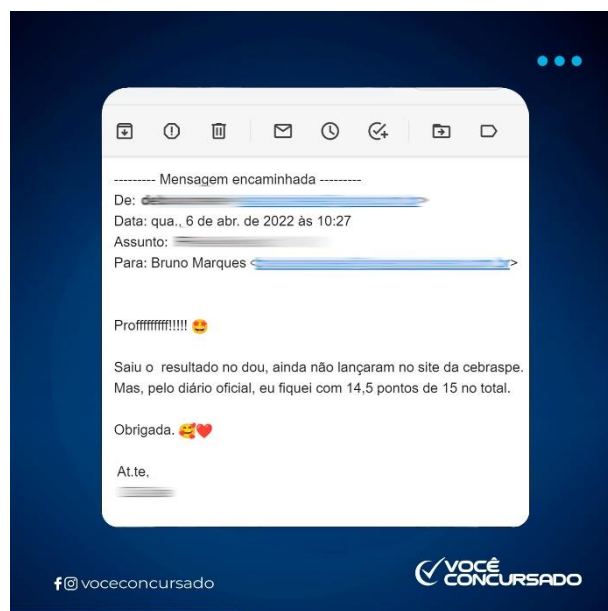 --------- Mensagem encaminhada ---------
De:
Data: qua., 6 de abr. de 2022 às 10:27
Assunto:
Para: Bruno Marques < >
Proffffffff!!!!! 🤩
Saiu o resultado no dou, ainda não lançaram no site da cebraspe.
Mas, pelo diário oficial, eu fiquei com 14,5 pontos de 15 no total.
Obrigada. 🥰❤️
At.te,
voceconcursado
VOCÊ
CONCURSADO